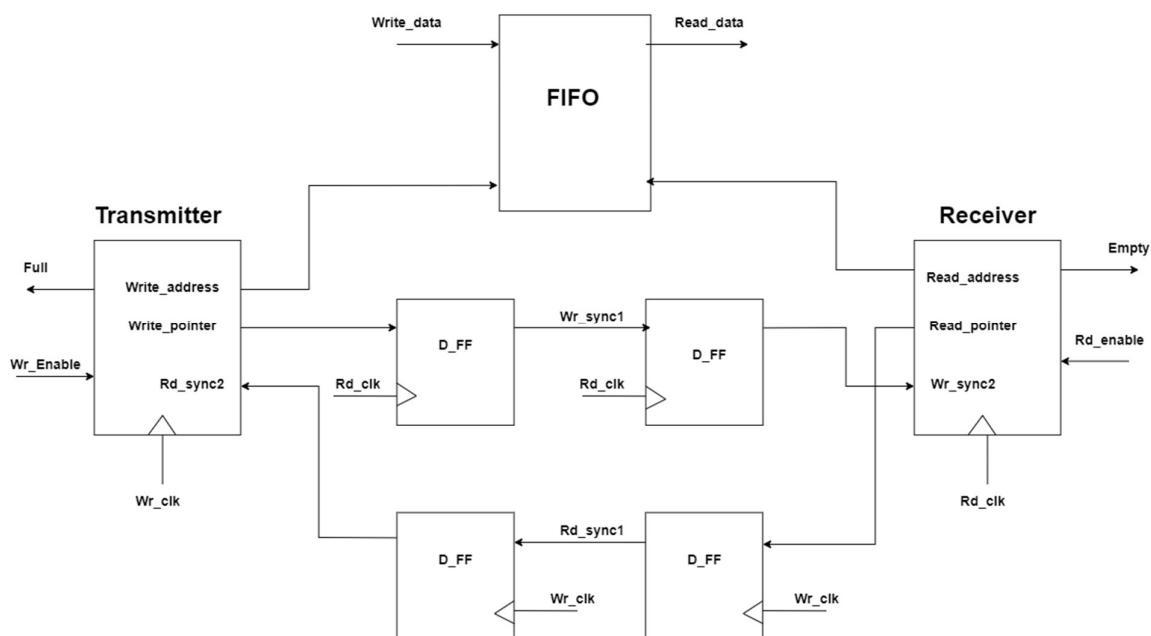 Write_data
Read_data
FIFO
Transmitter
Receiver
Full
Write_address
Write_pointer
Wr_Enable
Rd_sync2
Wr_clk
D_FF
Rd_clk
Wr_sync1
D_FF
Rd_clk
Empty
Read_address
Read_pointer
Rd_enable
Wr_sync2
Rd_clk
D_FF
Wr_clk
Rd_sync1
D_FF
Wr_clk